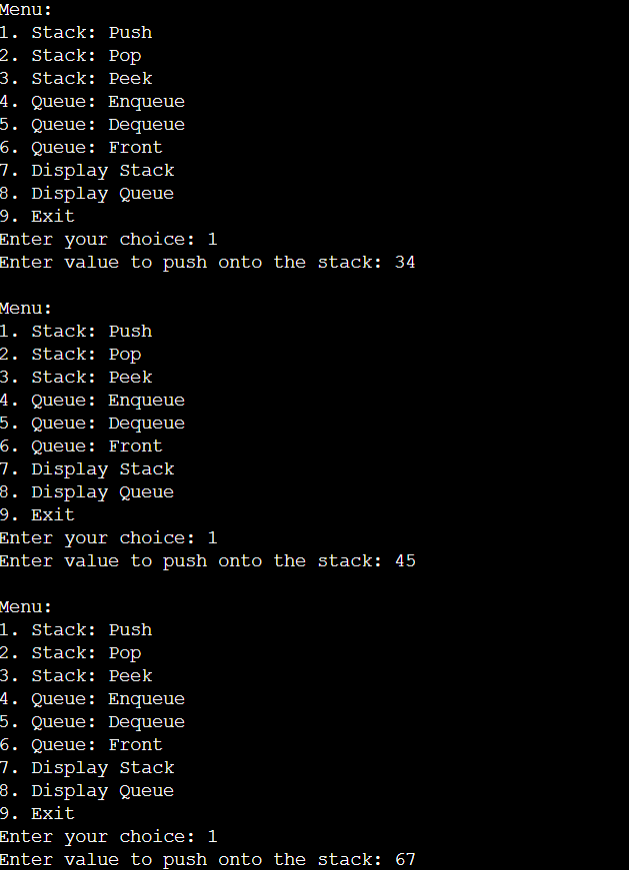 Menu:
1. Stack: Push
2. Stack: Pop
3. Stack: Peek
4. Queue: Enqueue
5. Queue: Dequeue
6. Queue: Front
7. Display Stack
8. Display Queue
9. Exit
Enter your choice: 1
Enter value to push onto the stack: 34

Menu:
1. Stack: Push
2. Stack: Pop
3. Stack: Peek
4. Queue: Enqueue
5. Queue: Dequeue
6. Queue: Front
7. Display Stack
8. Display Queue
9. Exit
Enter your choice: 1
Enter value to push onto the stack: 45

Menu:
1. Stack: Push
2. Stack: Pop
3. Stack: Peek
4. Queue: Enqueue
5. Queue: Dequeue
6. Queue: Front
7. Display Stack
8. Display Queue
9. Exit
Enter your choice: 1
Enter value to push onto the stack: 67